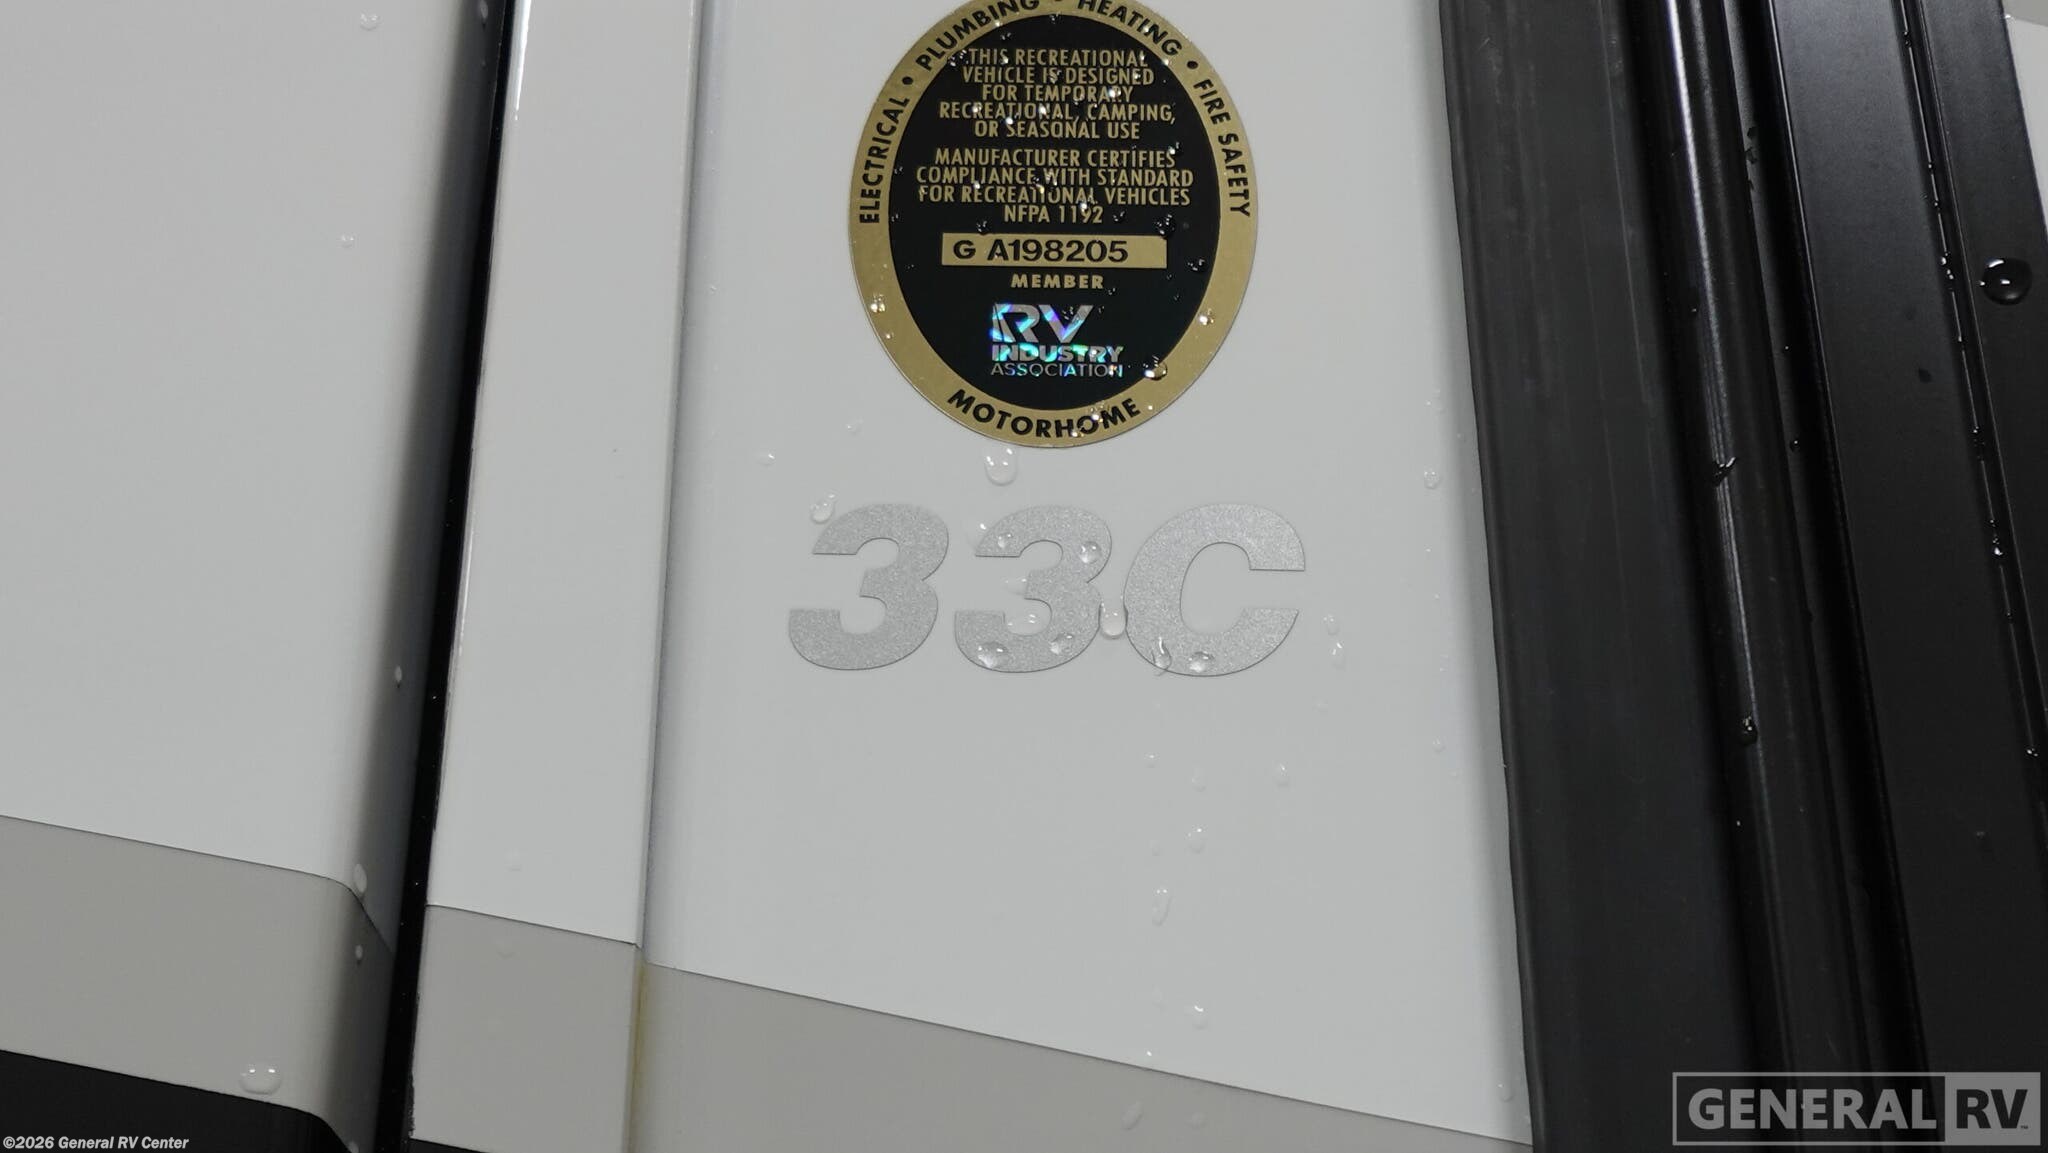 ELECTRICAL • PLUMBING • HEATING • FIRE SAFETY
THIS RECREATIONAL
VEHICLE IS DESIGNED
FOR TEMPORARY
RECREATIONAL, CAMPING,
OR SEASONAL USE
MANUFACTURER CERTIFIES
COMPLIANCE WITH STANDARD
FOR RECREATIONAL VEHICLES
NFPA 1192
G A198205
MEMBER
RV
INDUSTRY
ASSOCIATION
MOTORHOME
33C
GENERAL RV
©2026 General RV Center